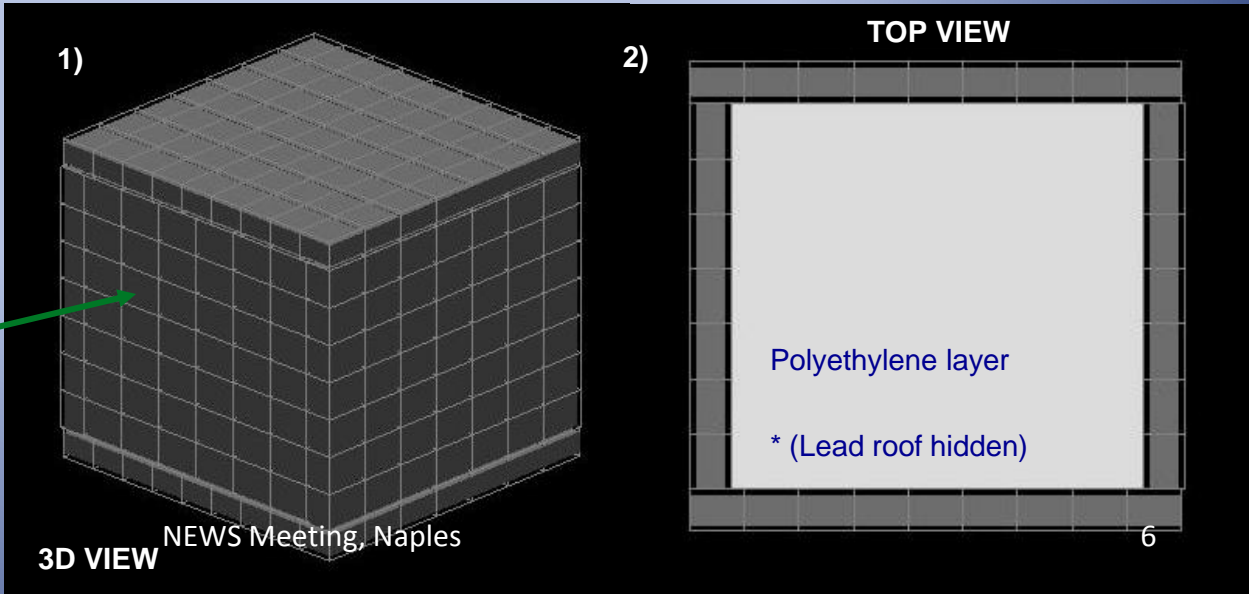 1)
3D VIEW
NEWS Meeting, Naples
2)
TOP VIEW
Polyethylene layer
* (Lead roof hidden)
6